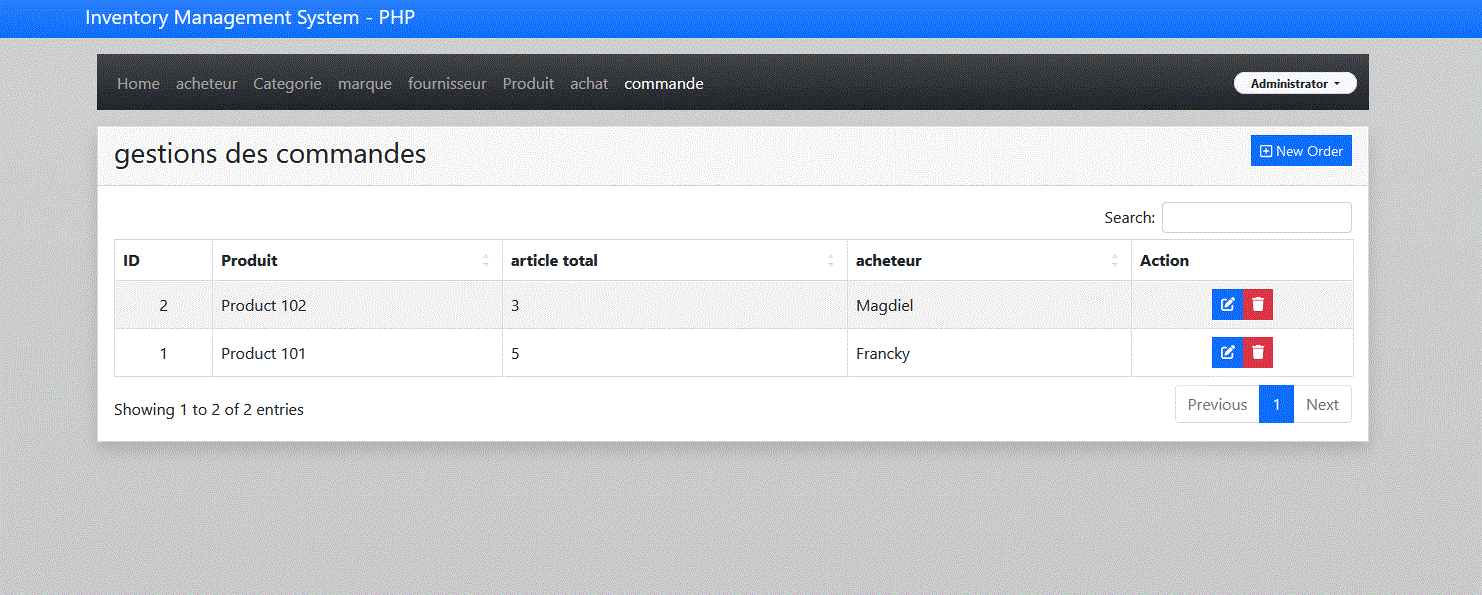 Inventory Management System - PHP
Home acheteur Categorie marque fournisseur Produit achat commande Administrator
gestions des commandes New Order
Search:
ID Produit article total acheteur Action
2 Product 102 3 Magdiel
1 Product 101 5 Francky
Showing 1 to 2 of 2 entries Previous 1 Next